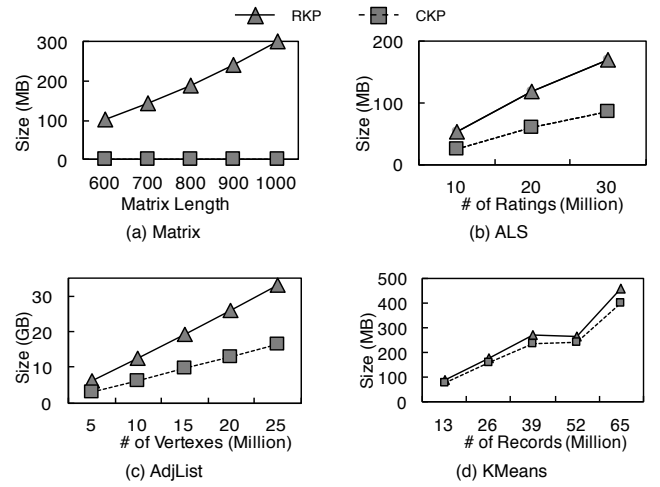 RKP CKP
Size (MB)
300
200
100
0
600 700 800 900 1000
Matrix Length
(a) Matrix
Size (MB)
200
100
0
10 20 30
# of Ratings (Million)
(b) ALS
Size (GB)
30
20
10
0
5 10 15 20 25
# of Vertexes (Million)
(c) AdjList
Size (MB)
500
400
300
200
100
0
13 26 39 52 65
# of Records (Million)
(d) KMeans